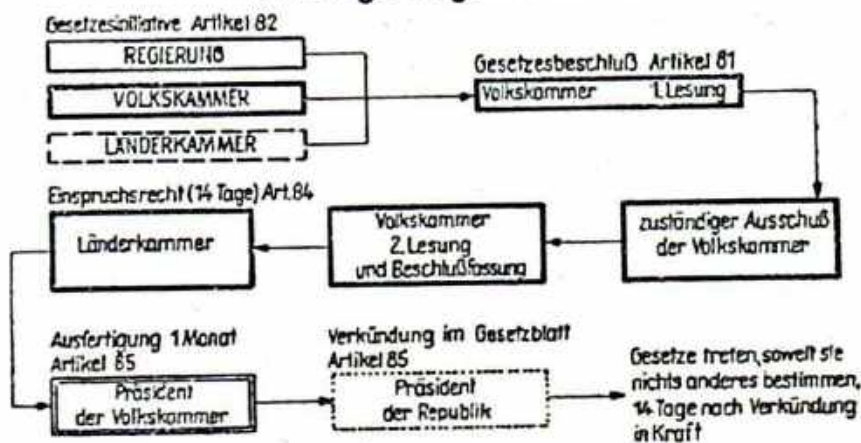 Gesetzesinitiative Artikel 82
REGIERUNG
VOLKSKAMMER
LÄNDERKAMMER
Gesetzesbeschluß Artikel 81
Volkskammer 1. Lesung
zuständiger Ausschuß
der Volkskammer
Volkskammer
2. Lesung
und Beschlußfassung
Einspruchsrecht (14 Tage) Art. 84
Länderkammer
Ausfertigung 1 Monat
Artikel 85
Präsident
der Volkskammer
Verkündung im Gesetzblatt
Artikel 85
Präsident
der Republik
Gesetze treten, soweit sie
nichts anderes bestimmen,
14 Tage nach Verkündung
in Kraft